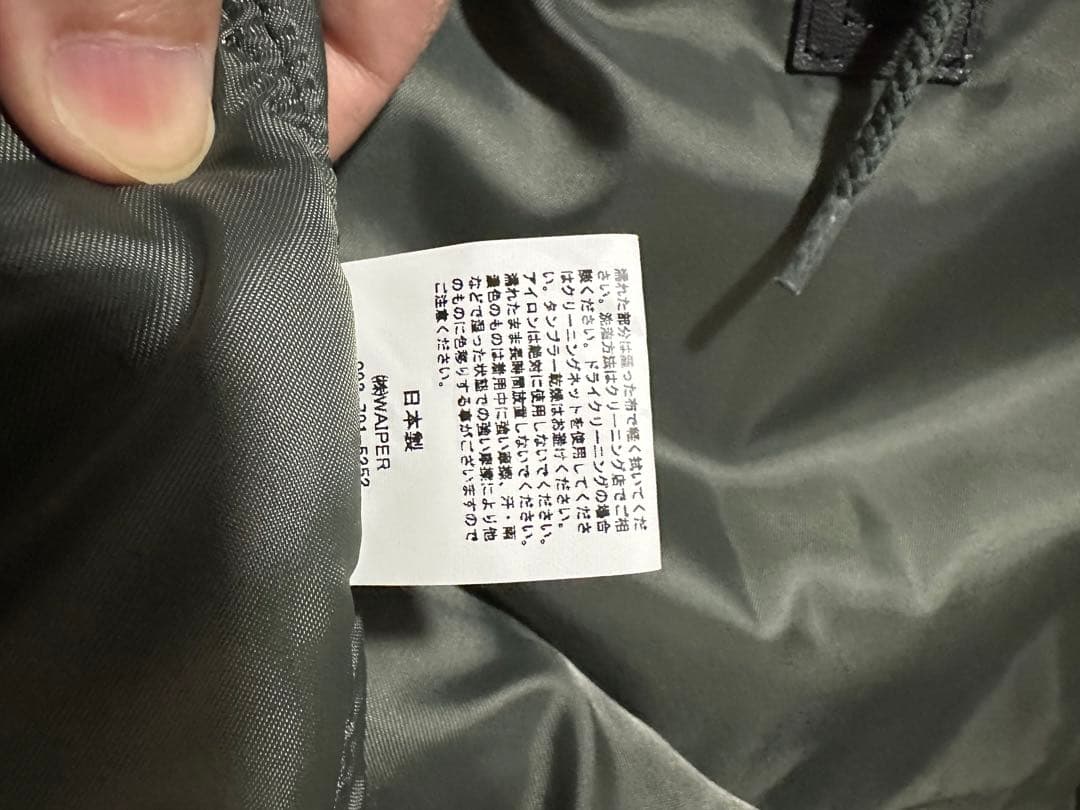 濡れた部分は湿った布で軽く拭いてくだ
さい。洗濯方法はクリーニング店でご相
談ください。ドライクリーニングの場合
はクリーニングネットを使用してくださ
い。タンブラー乾燥はお避けください。
アイロンは絶対に使用しないでください。
濡れたまま長時間放置しないでください。
濃色のものは着用中に強い摩擦、汗・雨
などで湿った状態での強い摩擦により他
のものに色移りする事がございますので
ご注意ください。
日本製
㈱WAIPER